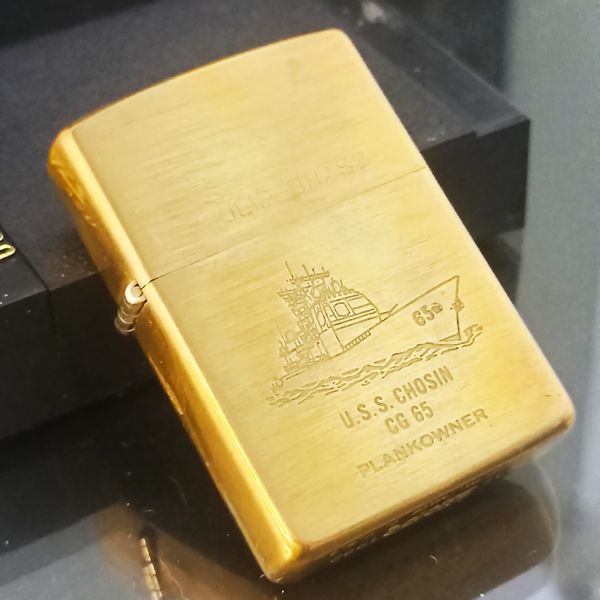 SOLID BRASS
65
U.S.S. CHOSIN
CG 65
PLANKOWNER